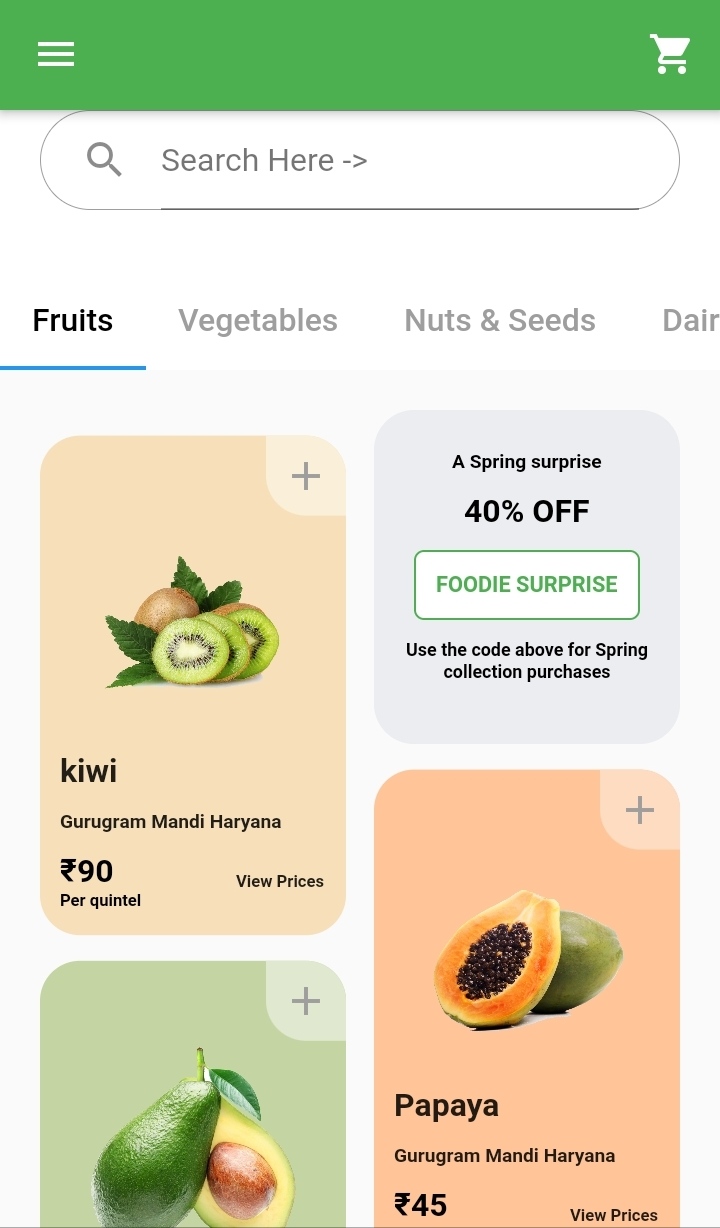 Search Here ->
Fruits
Vegetables
Nuts & Seeds
Dair
A Spring surprise
40% OFF
FOODIE SURPRISE
Use the code above for Spring
collection purchases
kiwi
Gurugram Mandi Haryana
₹90
Per quintel
View Prices
Papaya
Gurugram Mandi Haryana
₹45
View Prices